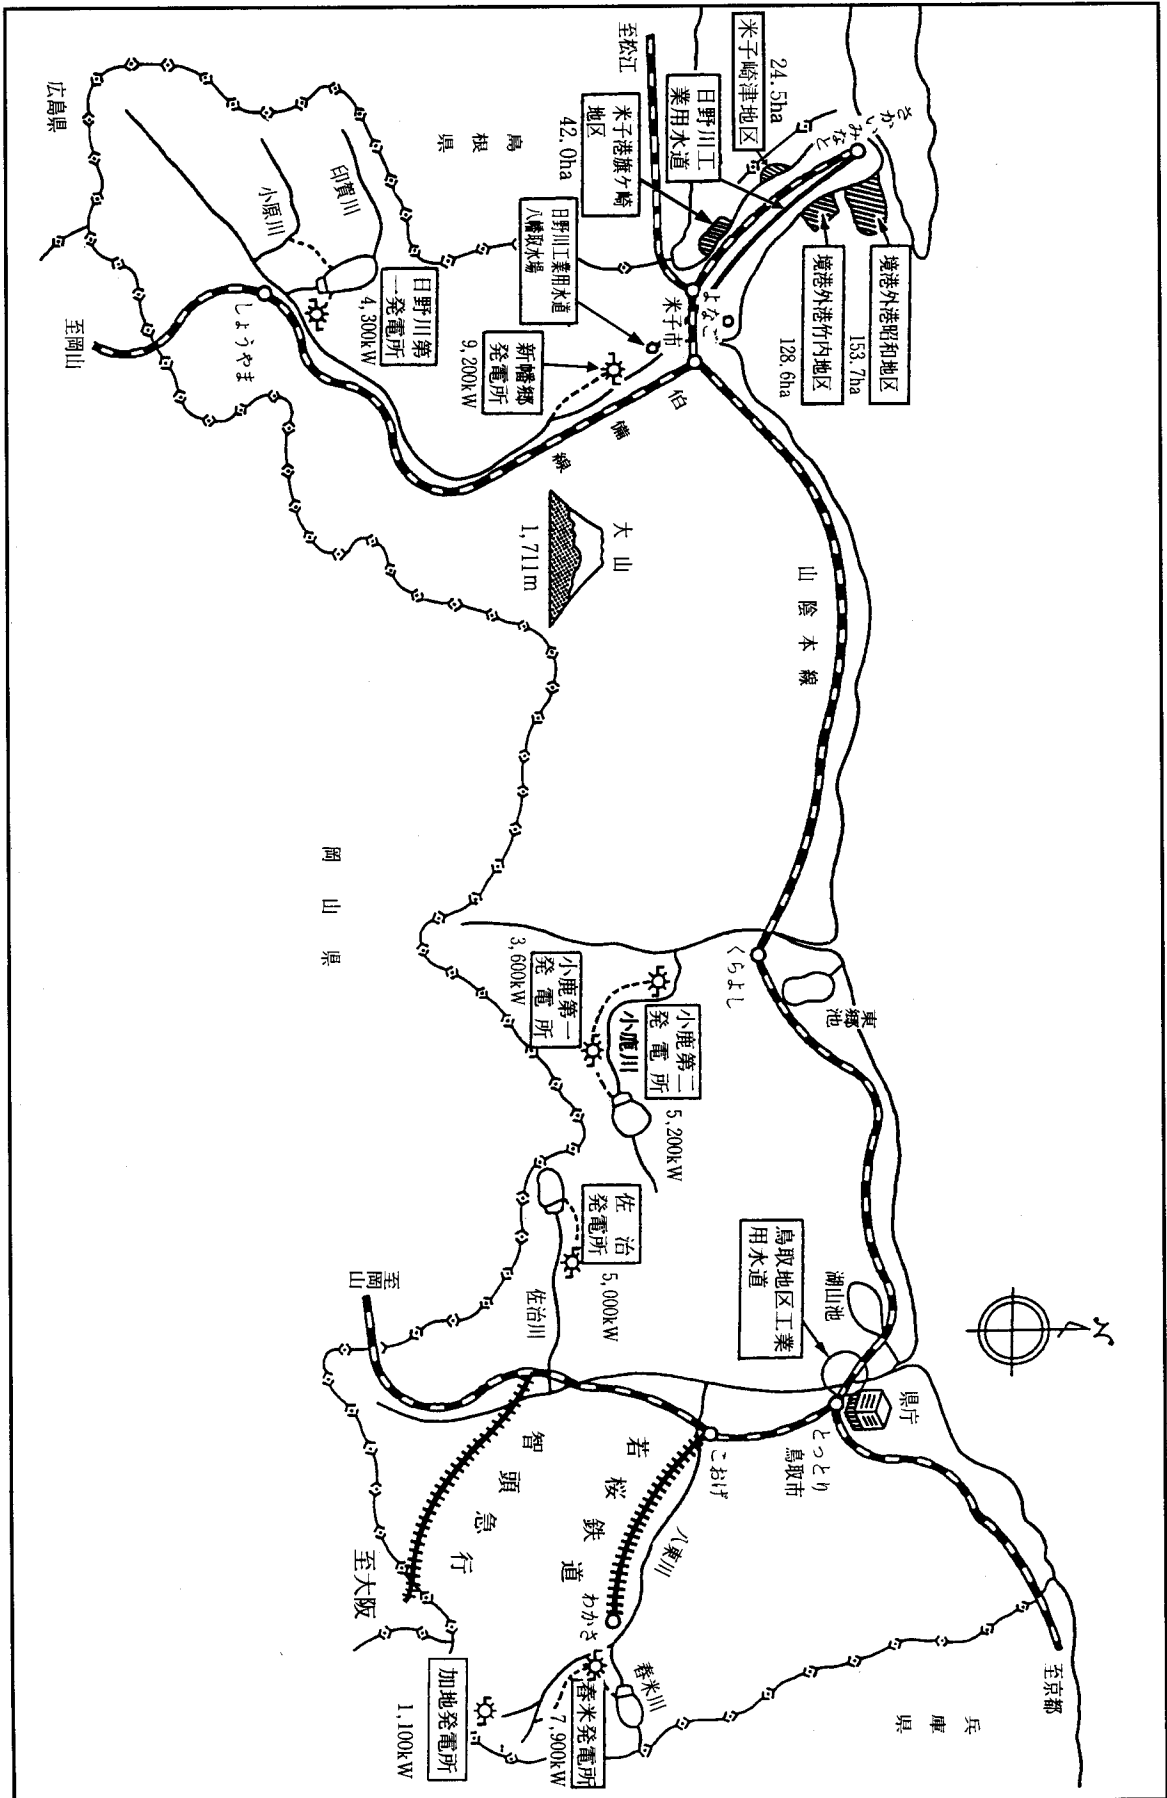 さかいみなと
境港外港昭和地区
153.7ha
境港外港竹内地区
128.6ha
24.5ha
米子崎津地区
日野川工
業用水道
米子港旗ケ崎
地区
42.0ha
至松江
よなご
米子市
日野川工業用水道
八幡取水場
新幡郷
発電所
9,200kW
伯備線
島根県
印賀川
小原川
日野川第
一発電所
4,300kW
しょうやま
至岡山
広島県
大山
1,711m
山陰本線
岡山県
くらよし
東郷池
小鹿第二
発電所
5,200kW
小鹿川
小鹿第一
発電所
3,600kW
佐治
発電所
5,000kW
佐治川
至岡山
鳥取地区工業
用水道
湖山池
県庁
とっとり
鳥取市
こおげ
八東川
若桜鉄道
わかさ
智頭急行
至大阪
春米川
春米発電所
7,900kW
加地発電所
1,100kW
至京都
兵庫県
N